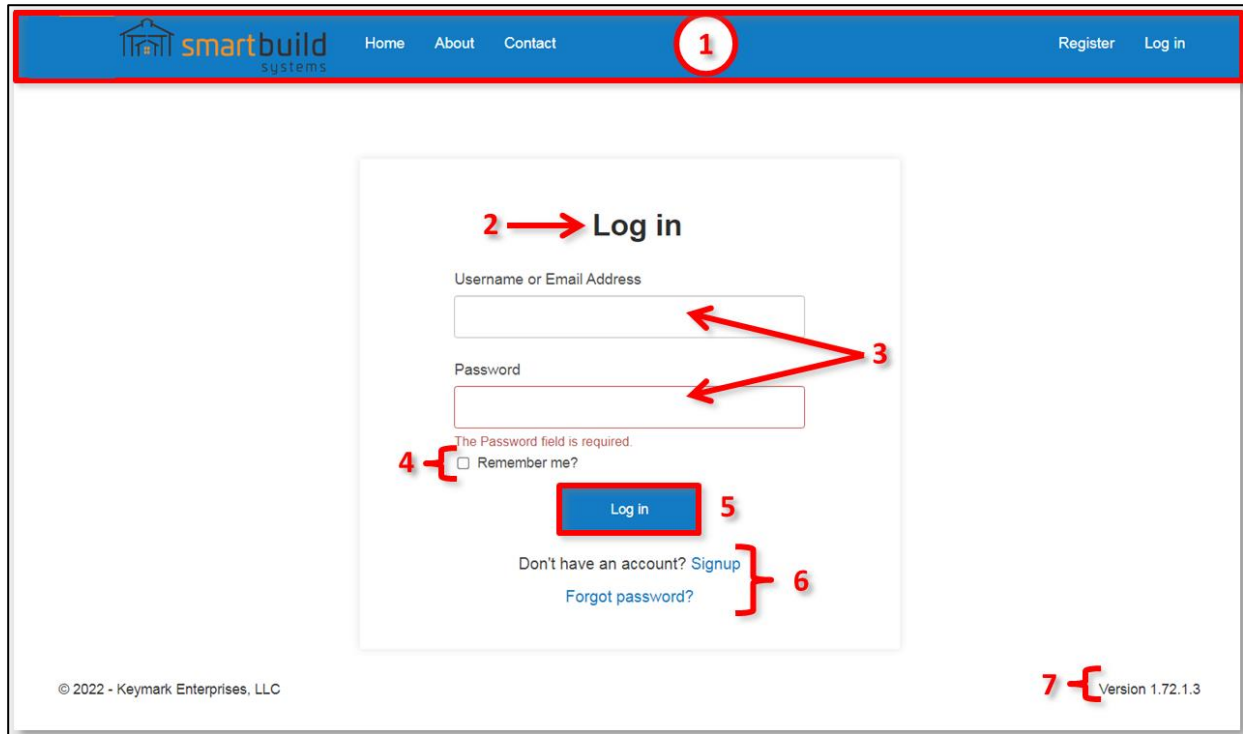 smartbuild
systems
Home About Contact 1 Register Log in
2 Log in
Username or Email Address
3
Password
The Password field is required.
4 Remember me?
Log in 5
Don't have an account? Signup
6
Forgot password?
© 2022 - Keymark Enterprises, LLC 7 Version 1.72.1.3